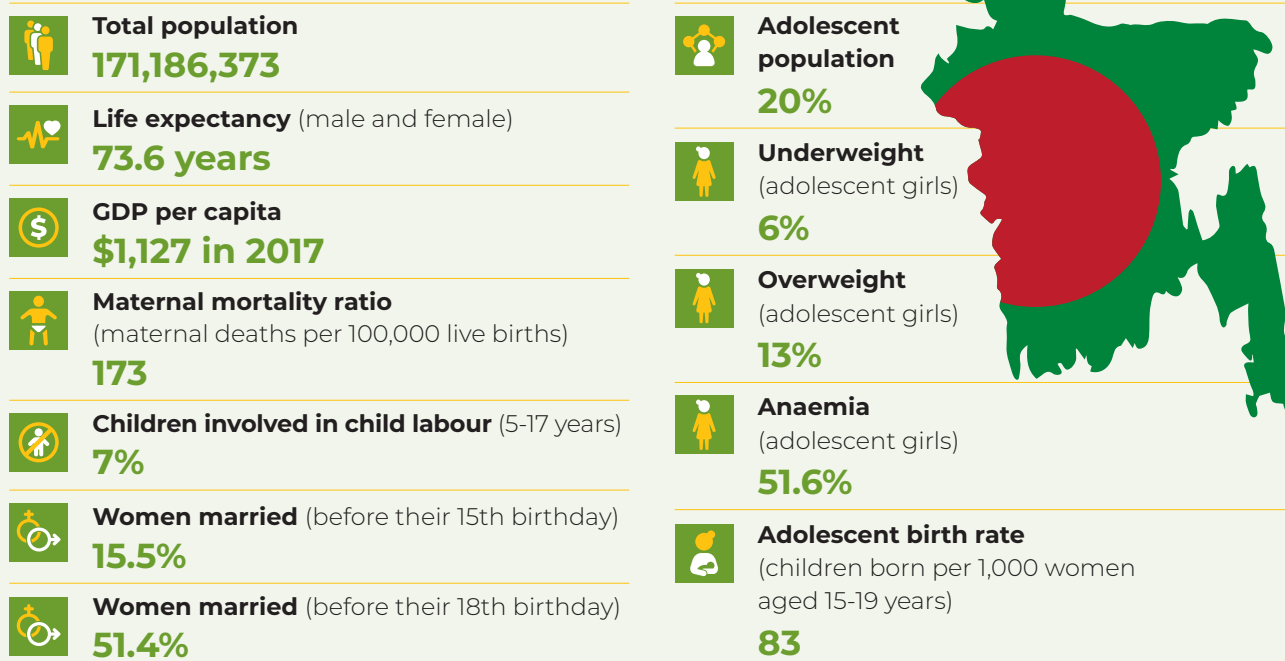 Total population
171,186,373
Life expectancy (male and female)
73.6 years
GDP per capita
$1,127 in 2017
Maternal mortality ratio
(maternal deaths per 100,000 live births)
173
Children involved in child labour (5-17 years)
7%
Women married (before their 15th birthday)
15.5%
Women married (before their 18th birthday)
51.4%
Adolescent
population
20%
Underweight
(adolescent girls)
6%
Overweight
(adolescent girls)
13%
Anaemia
(adolescent girls)
51.6%
Adolescent birth rate
(children born per 1,000 women
aged 15-19 years)
83